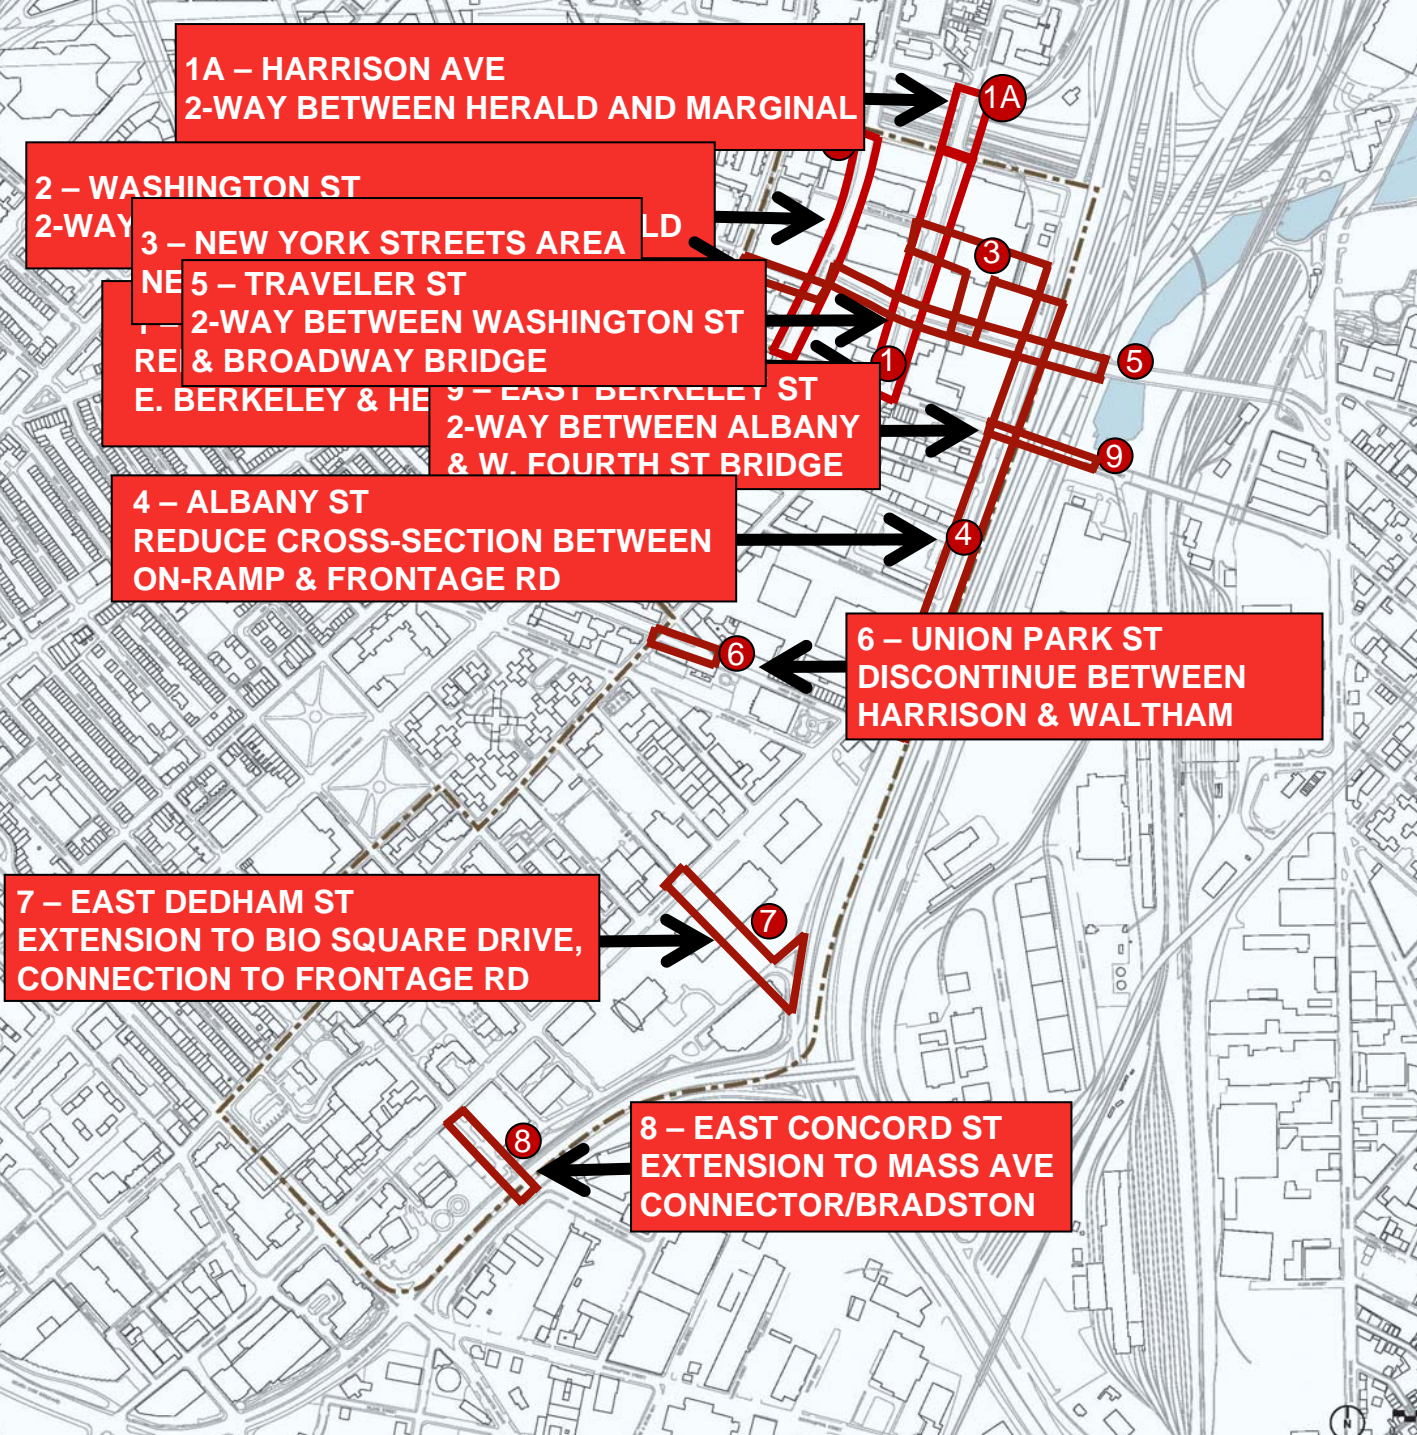 1A – HARRISON AVE
2-WAY BETWEEN HERALD AND MARGINAL
1A
2 – WASHINGTON ST
2-WAY
LD
3 – NEW YORK STREETS AREA
NE
3
5 – TRAVELER ST
2-WAY BETWEEN WASHINGTON ST
& BROADWAY BRIDGE
5
RE
E. BERKELEY & HE
1
9 – EAST BERKELEY ST
2-WAY BETWEEN ALBANY
& W. FOURTH ST BRIDGE
9
4 – ALBANY ST
REDUCE CROSS-SECTION BETWEEN
ON-RAMP & FRONTAGE RD
4
6 – UNION PARK ST
DISCONTINUE BETWEEN
HARRISON & WALTHAM
6
7 – EAST DEDHAM ST
EXTENSION TO BIO SQUARE DRIVE,
CONNECTION TO FRONTAGE RD
7
8 – EAST CONCORD ST
EXTENSION TO MASS AVE
CONNECTOR/BRADSTON
8
N